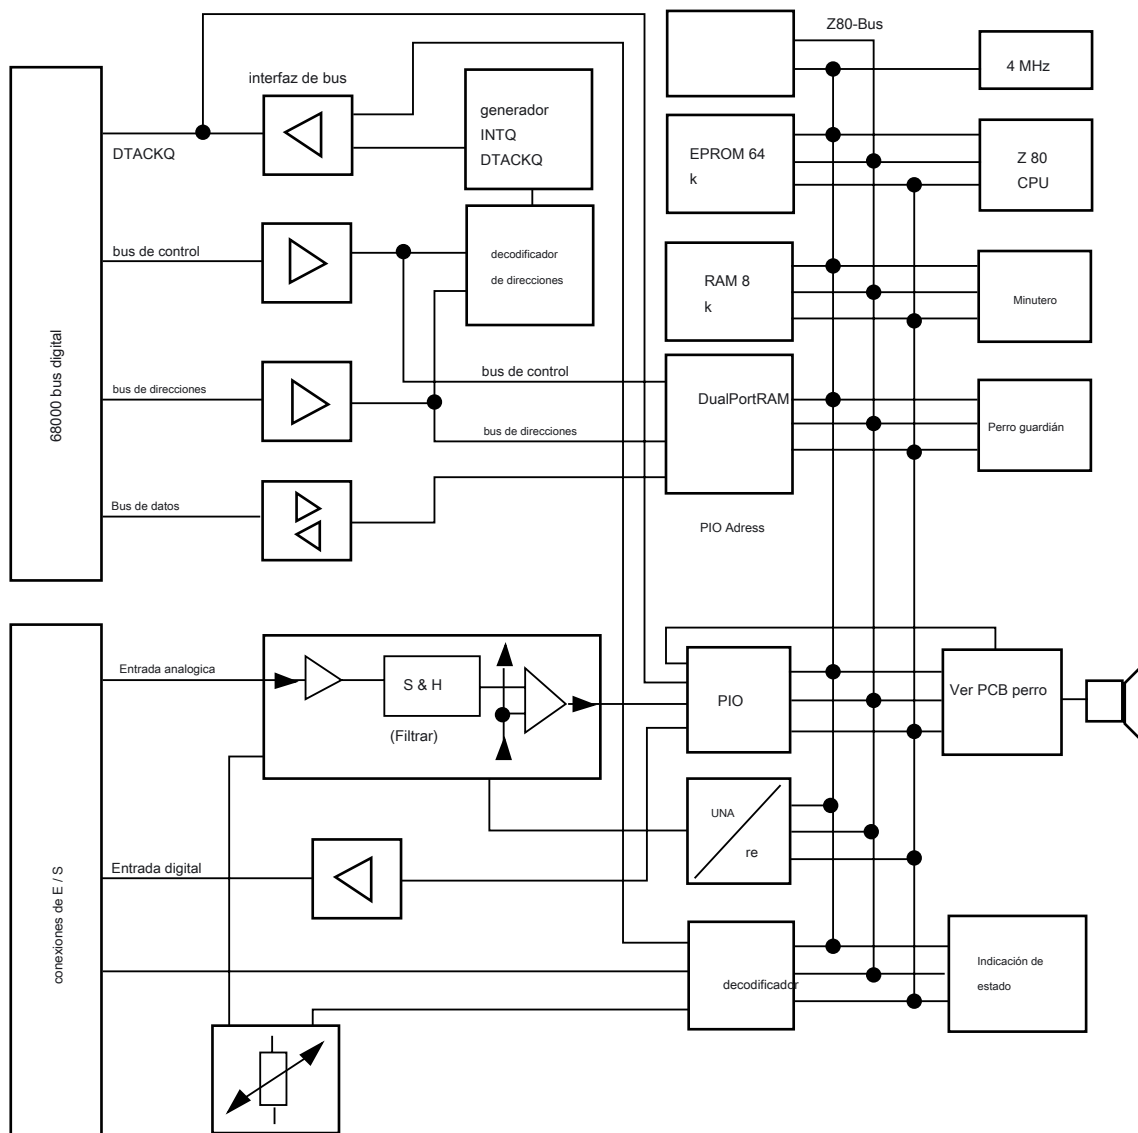 Z80-Bus
4 MHz
interfaz de bus
generador
INTQ
DTACKQ
DTACKQ
EPROM 64
k
Z 80
CPU
bus de control
decodificador
de direcciones
RAM 8
k
Minutero
68000 bus digital
bus de direcciones
bus de control
DualPortRAM
bus de direcciones
Perro guardián
Bus de datos
PIO Adress
Entrada analogica
S & H
(Filtrar)
PIO
Ver PCB perro
UNA
re
Entrada digital
conexiones de E / S
decodificador
Indicación de
estado